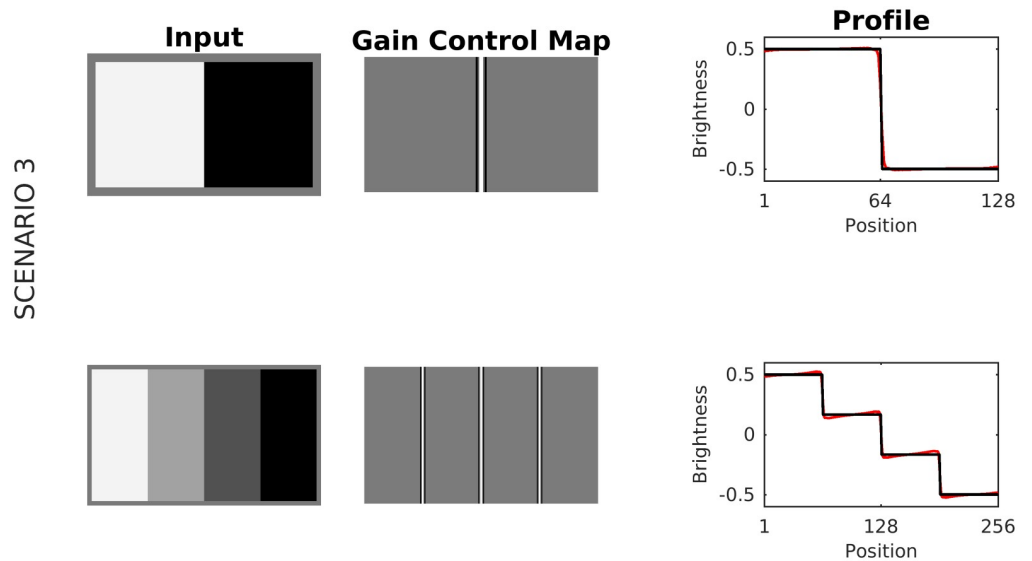 Input
Gain Control Map
Profile
SCENARIO 3
Brightness
0.5
0
-0.5
1
64
128
Position
Brightness
0.5
0
-0.5
1
128
256
Position